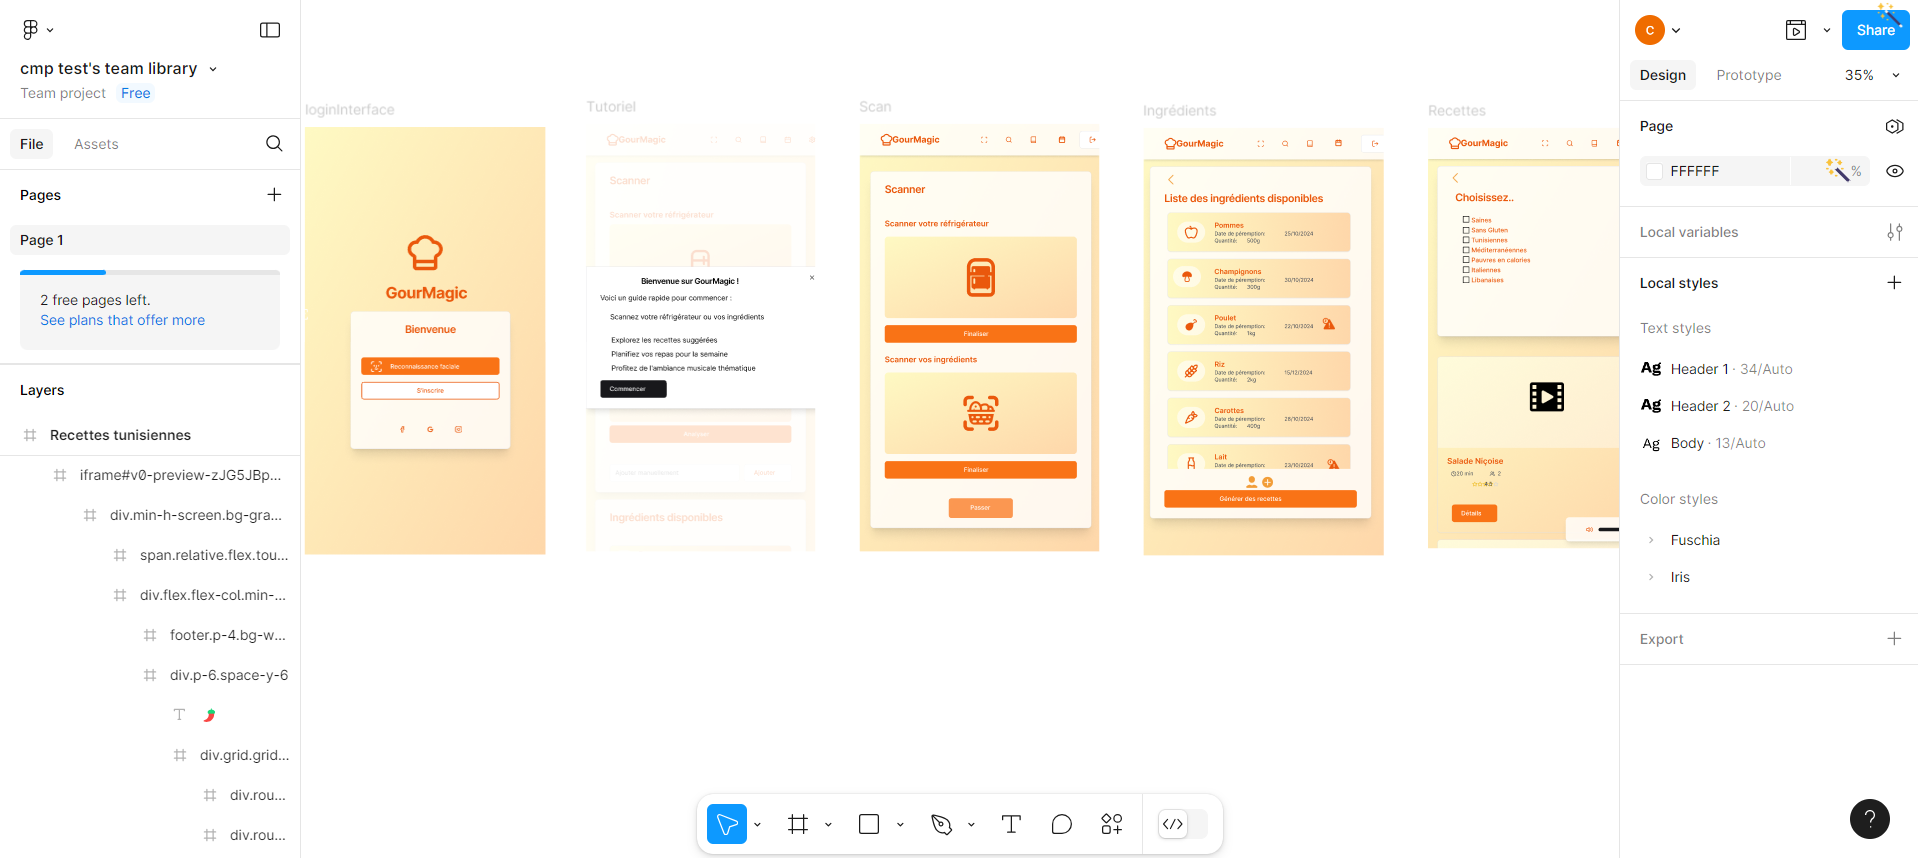 cmp test's team library
Team project Free
File Assets
Pages
Page 1
2 free pages left.
See plans that offer more
Layers
Recettes tunisiennes
iframe#v0-preview-zJG5JBp...
div.min-h-screen.bg-gra...
span.relative.flex.tou...
div.flex.flex-col.min-...
footer.p-4.bg-w...
div.p-6.space-y-6
🌶️
div.grid.grid...
div.rou...
div.rou...
loginInterface
GourMagic
Bienvenue
Reconnaissance faciale
S'inscrire
Tutoriel
GourMagic
Scanner
Scanner votre réfrigérateur
Bienvenue sur GourMagic !
×
Voici un guide rapide pour commencer :
Scannez votre réfrigérateur ou vos ingrédients
Explorez les recettes suggérées
Planifiez vos repas pour la semaine
Profitez de l'ambiance musicale thématique
Commencer
Ajouter
Ingrédients disponibles
Scan
GourMagic
Scanner
Scanner votre réfrigérateur
Finaliser
Scanner vos ingrédients
Finaliser
Passer
Ingrédients
GourMagic
Liste des ingrédients disponibles
Pommes
Date de péremption: 25/10/2024
Quantité: 500g
Champignons
Date de péremption: 30/10/2024
Quantité: 300g
Poulet
Date de péremption: 22/10/2024
Quantité: 1kg
Riz
Date de péremption: 15/12/2024
Quantité: 2kg
Carottes
Date de péremption: 28/10/2024
Quantité: 400g
Lait
Date de péremption: 23/10/2024
Générer des recettes
Recettes
GourMagic
Choisissez..
Saines
Sans Gluten
Tunisiennes
Méditerranéennes
Pauvres en calories
Italiennes
Libanaises
Salade Niçoise
20 min 2
4.5
Détails
C
Share
Design Prototype 35%
Page
FFFFFF %
Local variables
Local styles
Text styles
Ag Header 1 · 34/Auto
Ag Header 2 · 20/Auto
Ag Body · 13/Auto
Color styles
Fuschia
Iris
Export
?